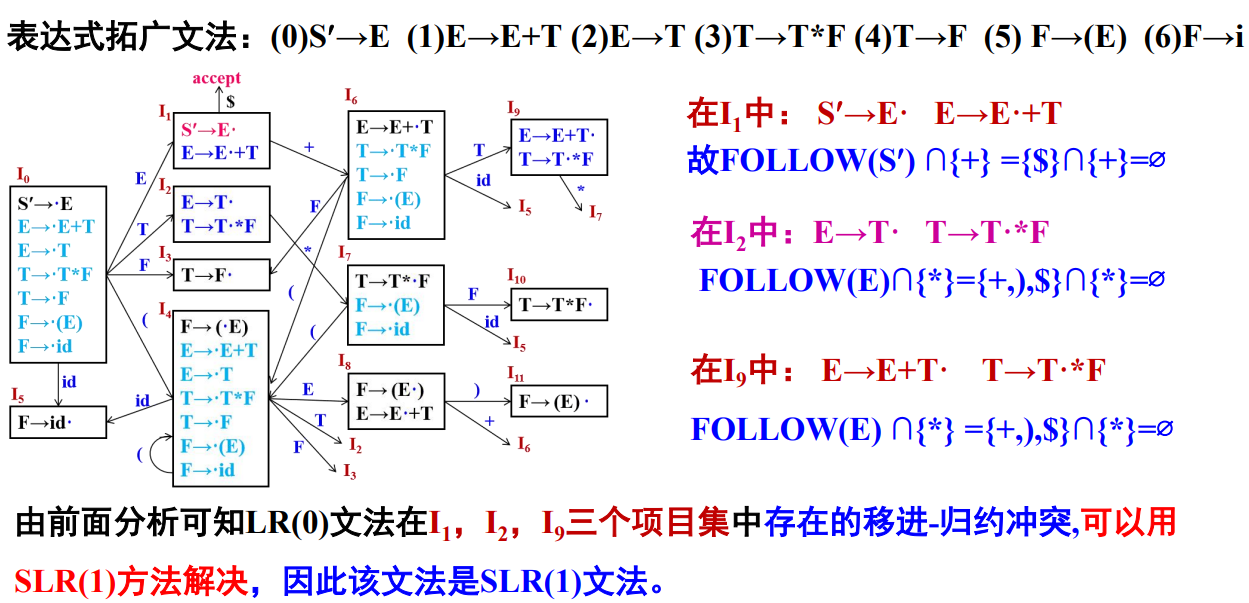 表达式拓广文法：(0)S′→E (1)E→E+T (2)E→T (3)T→T*F (4)T→F (5) F→(E) (6)F→i
accept
$
I0
S′→·E
E→·E+T
E→·T
T→·T*F
T→·F
F→·(E)
F→·id
E
T
F
(
id
I5
F→id·
I1
S′→E·
E→E·+T
I2
E→T·
T→T·*F
I3
T→F·
I4
F→(·E)
E→·E+T
E→·T
T→·T*F
T→·F
F→·(E)
F→·id
id
(
+
F
*
(
(
E
T
I2
F
I3
I6
E→E+·T
T→·T*F
T→·F
F→·(E)
F→·id
I7
T→T*·F
F→·(E)
F→·id
I8
F→(E·)
E→E·+T
T
id
I5
I9
E→E+T·
T→T·*F
*
I7
F
id
I5
I10
T→T*F·
)
+
I6
I11
F→(E)·
在I1中： S′→E· E→E·+T
故FOLLOW(S′) ∩{+} ={$}∩{+}=∅
在I2中：E→T· T→T·*F
FOLLOW(E)∩{*}={+,),$}∩{*}=∅
在I9中： E→E+T· T→T·*F
FOLLOW(E) ∩{*} ={+,),$}∩{*}=∅
由前面分析可知LR(0)文法在I1，I2，I9三个项目集中存在的移进-归约冲突,可以用
SLR(1)方法解决，因此该文法是SLR(1)文法。